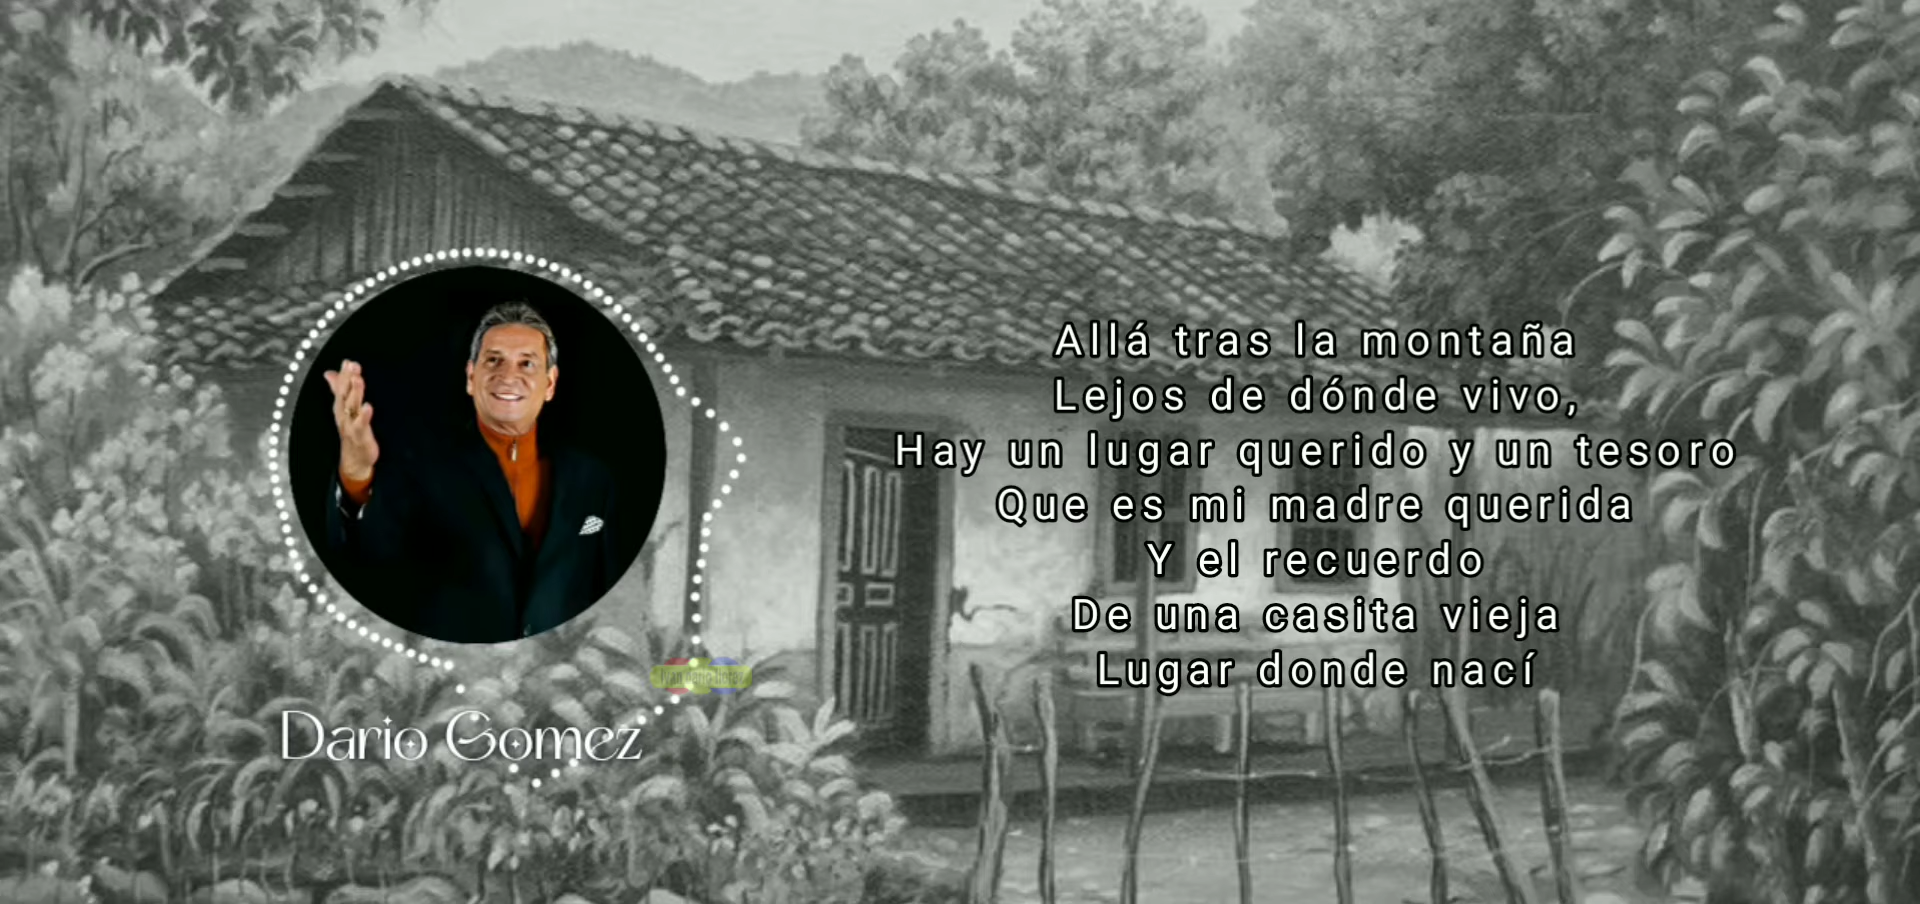 Allá tras la montaña
Lejos de dónde vivo,
Hay un lugar querido y un tesoro
Que es mi madre querida
Y el recuerdo
De una casita vieja
Lugar donde nací
Dario Gomez